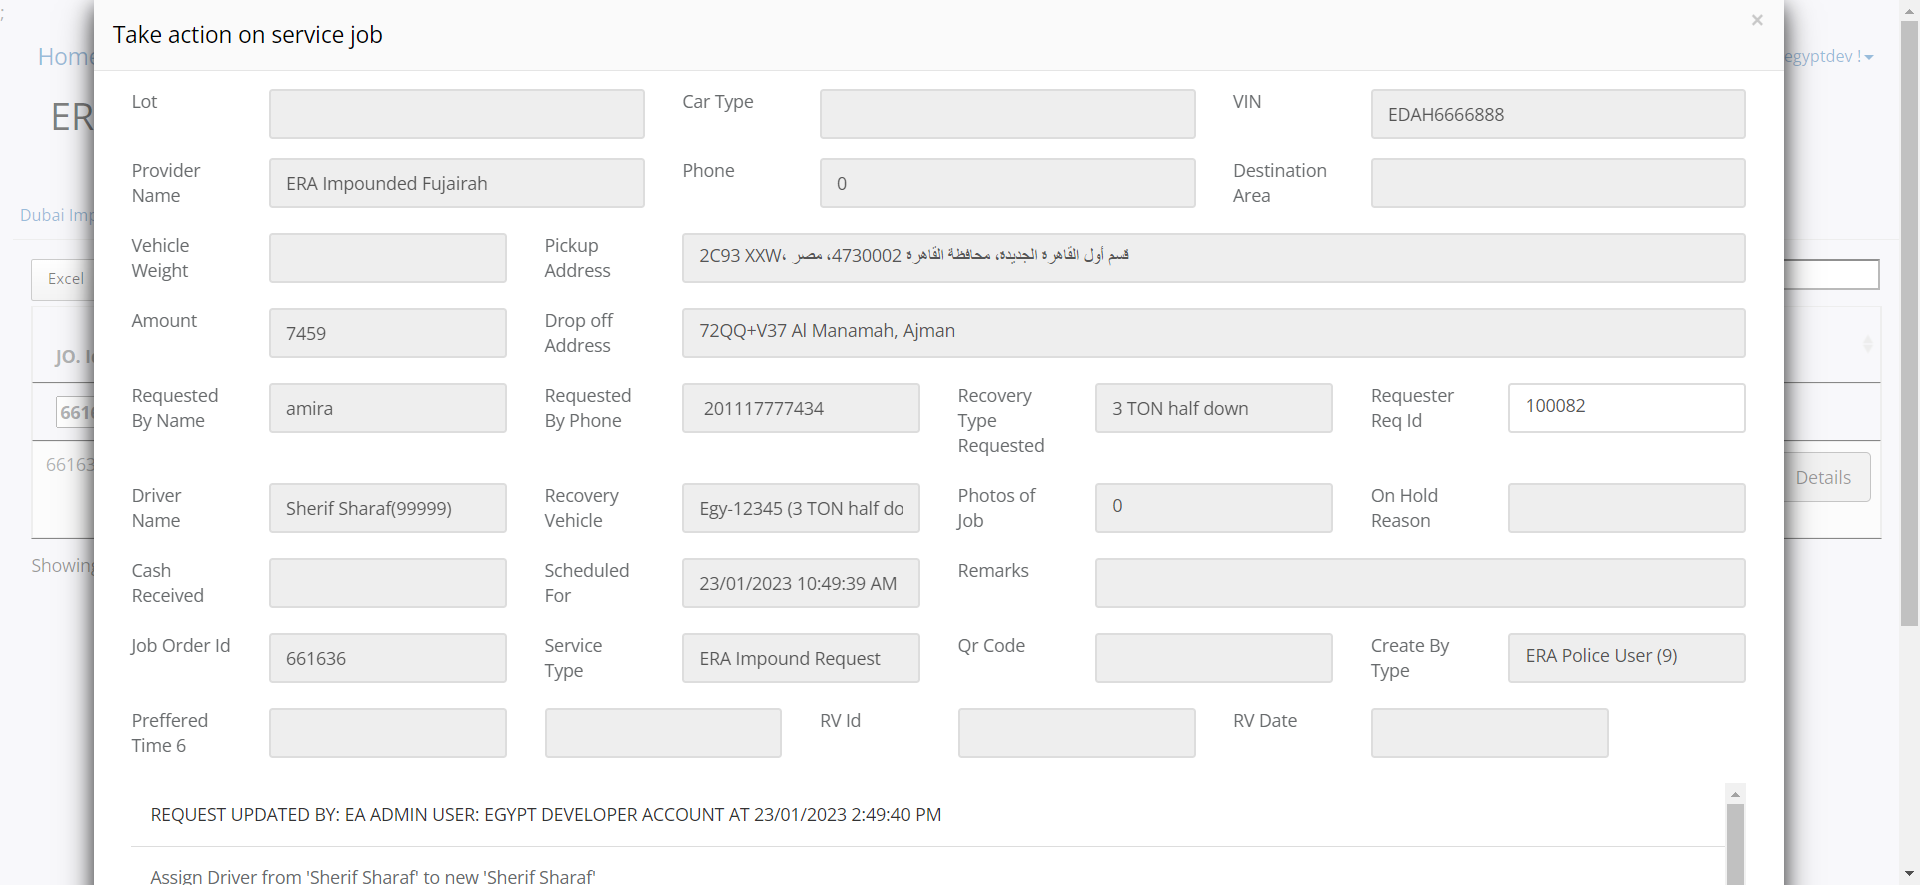 ;
Take action on service job
×
Home
egyptdev !
ER
Dubai Imp
Excel
JO. I
6616
66163
Details
Showing
Lot
Car Type
VIN
EDAH6666888
Provider Name
ERA Impounded Fujairah
Phone
0
Destination Area
Vehicle Weight
Pickup Address
2C93 XXW، قسم أول القاهرة الجديدة، محافظة القاهرة 4730002، مصر
Amount
7459
Drop off Address
72QQ+V37 Al Manamah, Ajman
Requested By Name
amira
Requested By Phone
201117777434
Recovery Type Requested
3 TON half down
Requester Req Id
100082
Driver Name
Sherif Sharaf(99999)
Recovery Vehicle
Egy-12345 (3 TON half do
Photos of Job
0
On Hold Reason
Cash Received
Scheduled For
23/01/2023 10:49:39 AM
Remarks
Job Order Id
661636
Service Type
ERA Impound Request
Qr Code
Create By Type
ERA Police User (9)
Preffered Time 6
RV Id
RV Date
REQUEST UPDATED BY: EA ADMIN USER: EGYPT DEVELOPER ACCOUNT AT 23/01/2023 2:49:40 PM
Assign Driver from 'Sherif Sharaf' to new 'Sherif Sharaf'